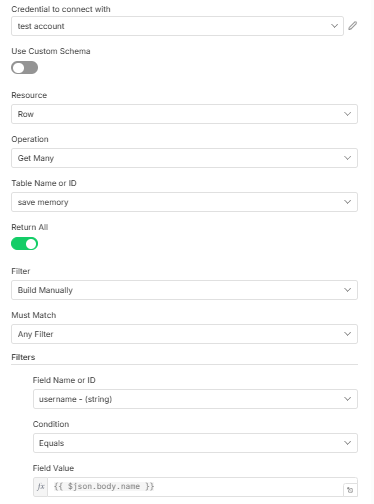 Credential to connect with
test account
Use Custom Schema
Resource
Row
Operation
Get Many
Table Name or ID
save memory
Return All
Filter
Build Manually
Must Match
Any Filter
Filters
Field Name or ID
username - (string)
Condition
Equals
Field Value
fx {{ $json.body.name }}